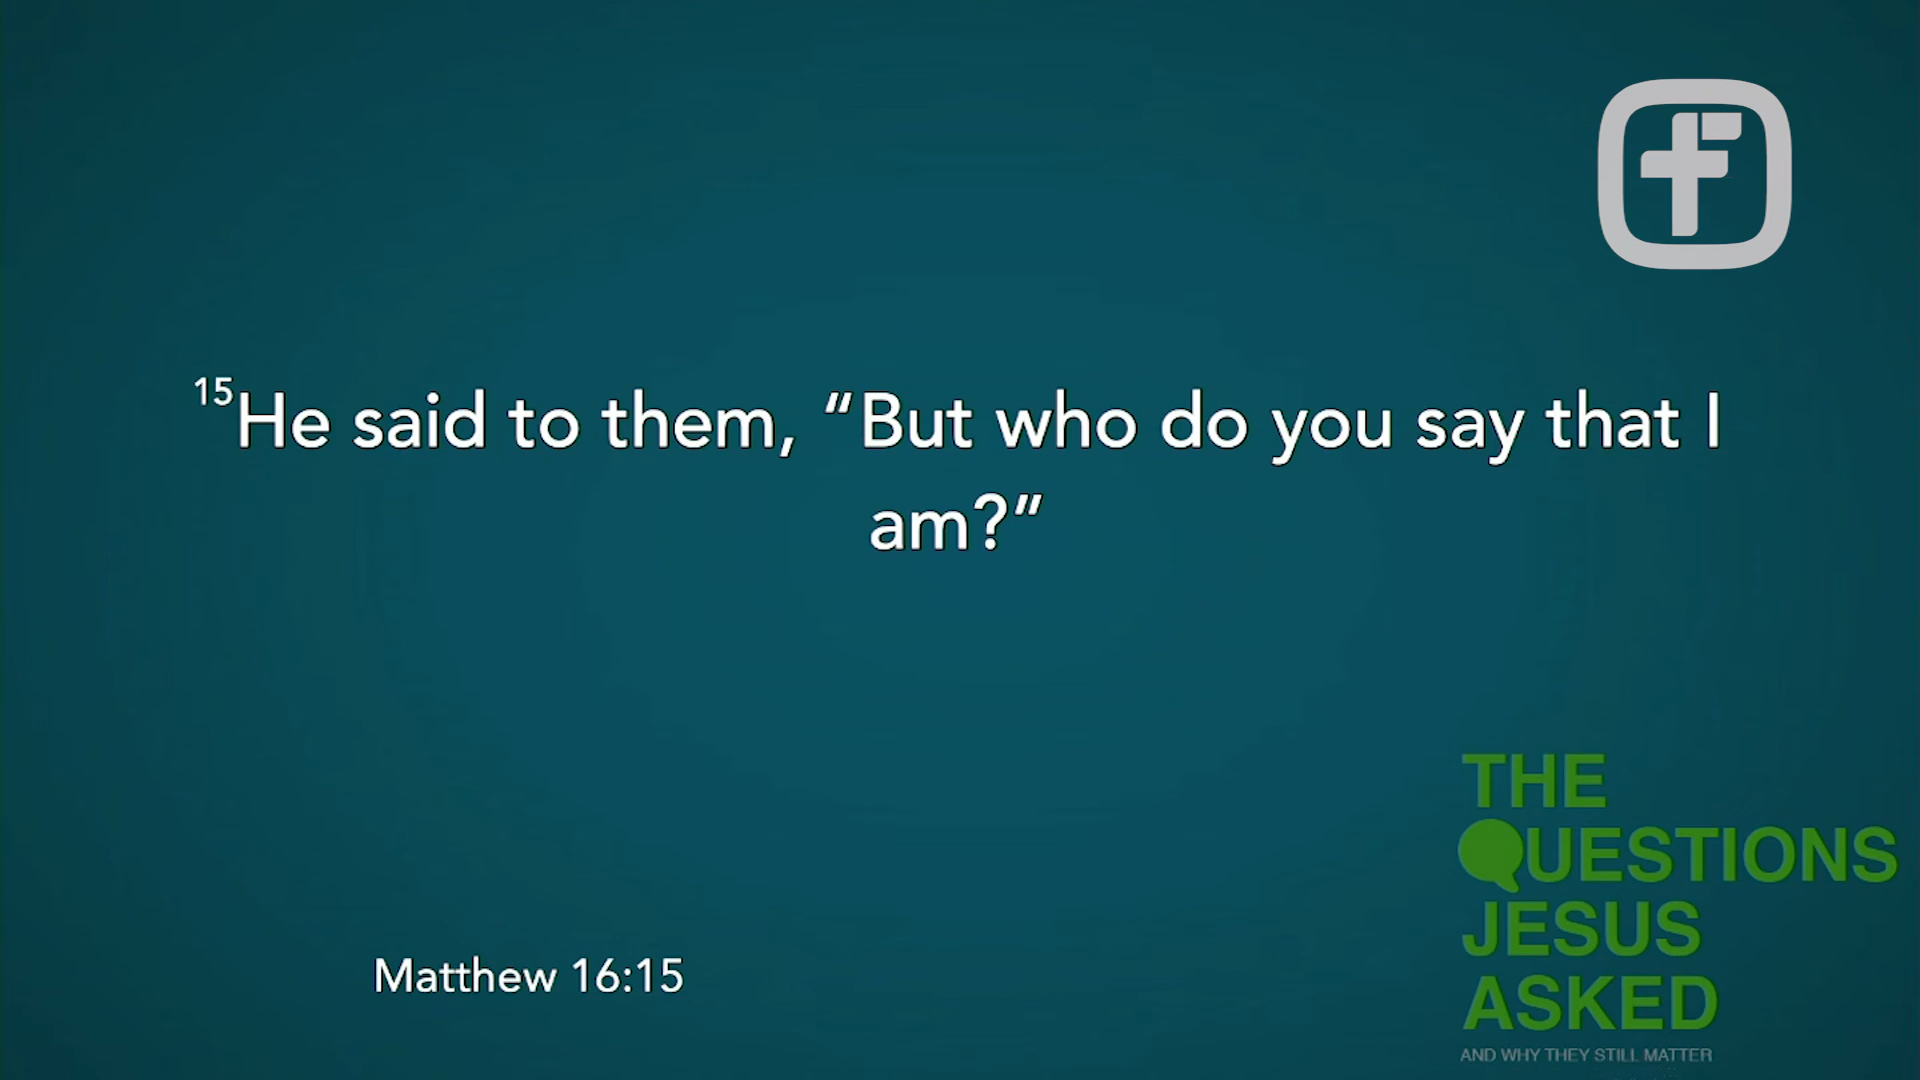 15He said to them, “But who do you say that I
am?”
Matthew 16:15
THE
QUESTIONS
JESUS
ASKED
AND WHY THEY STILL MATTER